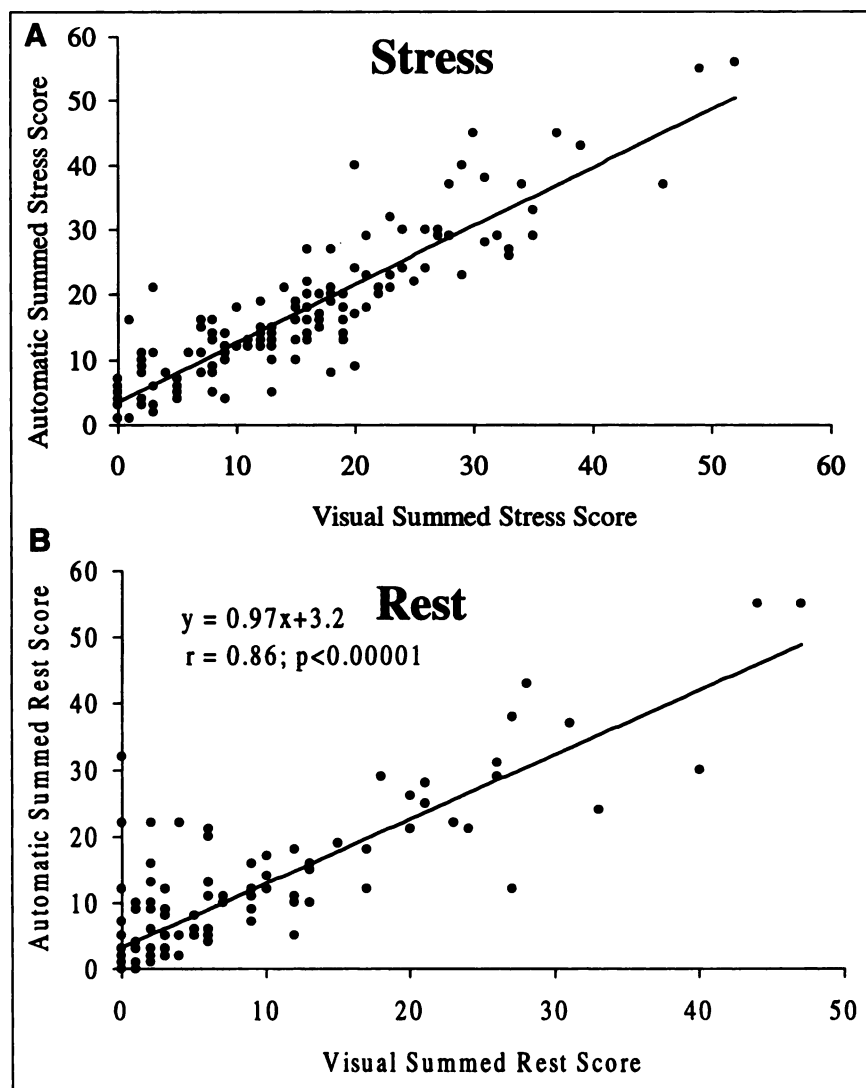 A
Stress
Automatic Summed Stress Score
60
50
40
30
20
10
0
0 10 20 30 40 50 60
Visual Summed Stress Score
B
Rest
y = 0.97x+3.2
r = 0.86; p<0.00001
Automatic Summed Rest Score
60
50
40
30
20
10
0
0 10 20 30 40 50
Visual Summed Rest Score